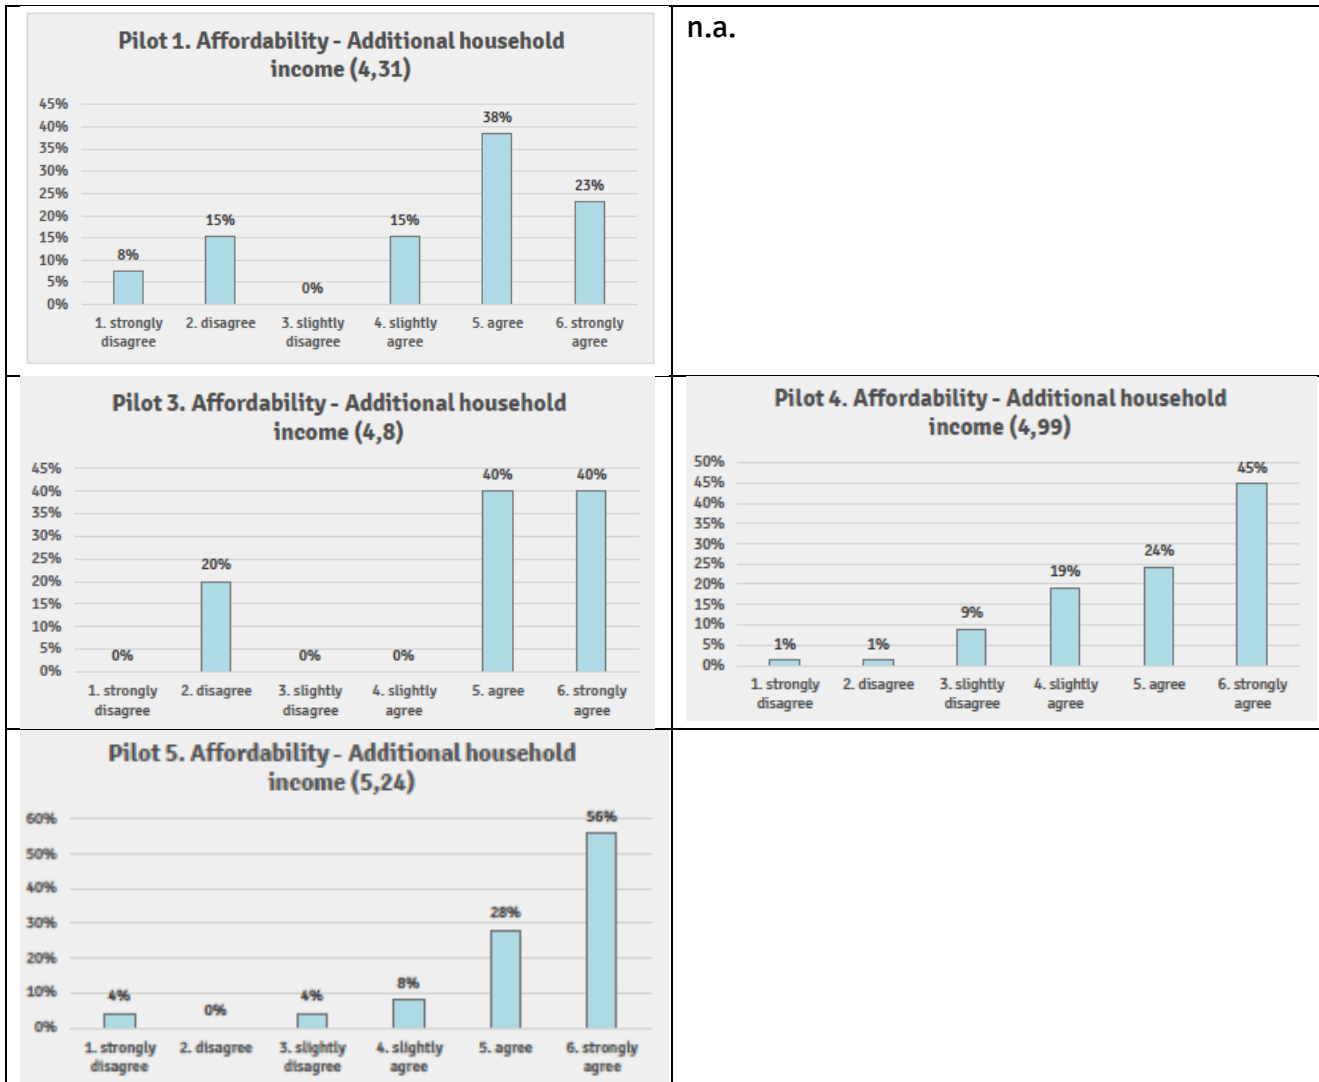 Pilot 1. Affordability - Additional household
income (4,31)
45%
40%
35%
30%
25%
20%
15%
10%
5%
0%
8%
15%
0%
15%
38%
23%
1. strongly
disagree
2. disagree
3. slightly
disagree
4. slightly
agree
5. agree
6. strongly
agree
n.a.
Pilot 3. Affordability - Additional household
income (4,8)
45%
40%
35%
30%
25%
20%
15%
10%
5%
0%
0%
20%
0%
0%
40%
40%
1. strongly
disagree
2. disagree
3. slightly
disagree
4. slightly
agree
5. agree
6. strongly
agree
Pilot 4. Affordability - Additional household
income (4,99)
50%
45%
40%
35%
30%
25%
20%
15%
10%
5%
0%
1%
1%
9%
19%
24%
45%
1. strongly
disagree
2. disagree
3. slightly
disagree
4. slightly
agree
5. agree
6. strongly
agree
Pilot 5. Affordability - Additional household
income (5,24)
60%
50%
40%
30%
20%
10%
0%
4%
0%
4%
8%
28%
56%
1. strongly
disagree
2. disagree
3. slightly
disagree
4. slightly
agree
5. agree
6. strongly
agree